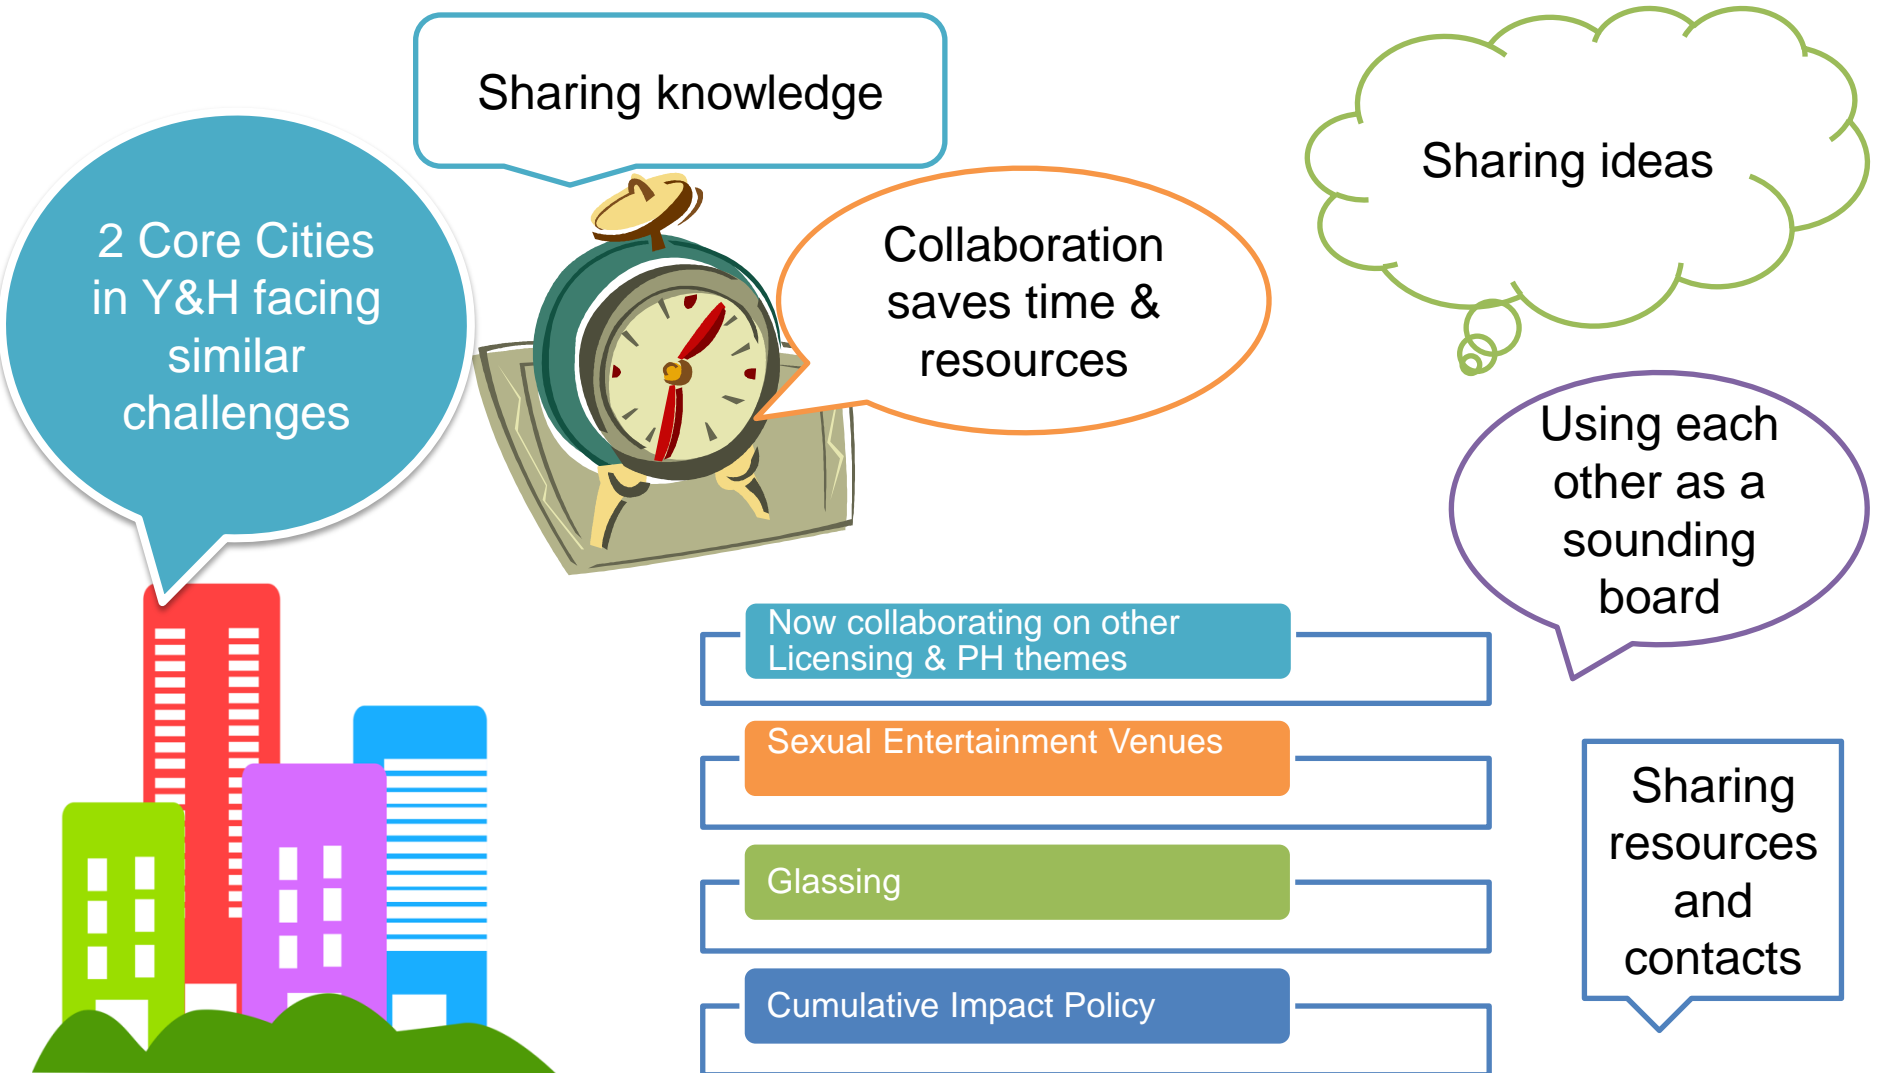 Sharing knowledge
2 Core Cities
in Y&H facing
similar
challenges
Collaboration
saves time &
resources
Sharing ideas
Using each
other as a
sounding
board
Now collaborating on other
Licensing & PH themes
Sexual Entertainment Venues
Glassing
Cumulative Impact Policy
Sharing
resources
and
contacts